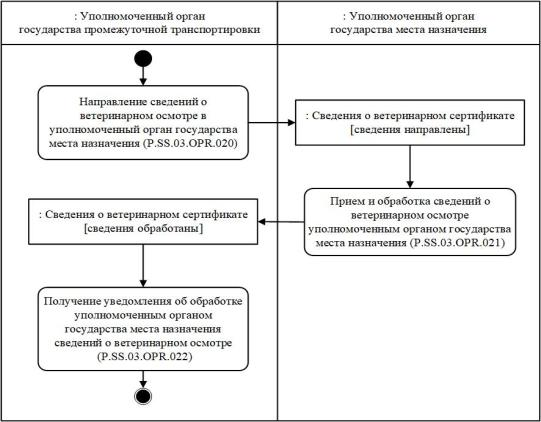 : Уполномоченный орган
государства промежуточной транспортировки
: Уполномоченный орган
государства места назначения
Направление сведений о
ветеринарном осмотре в
уполномоченный орган государства
места назначения (P.SS.03.OPR.020)
: Сведения о ветеринарном сертификате
[сведения направлены]
Прием и обработка сведений о
ветеринарном осмотре
уполномоченным органом государства
места назначения (P.SS.03.OPR.021)
: Сведения о ветеринарном сертификате
[сведения обработаны]
Получение уведомления об обработке
уполномоченным органом
государства места назначения
сведений о ветеринарном осмотре
(P.SS.03.OPR.022)